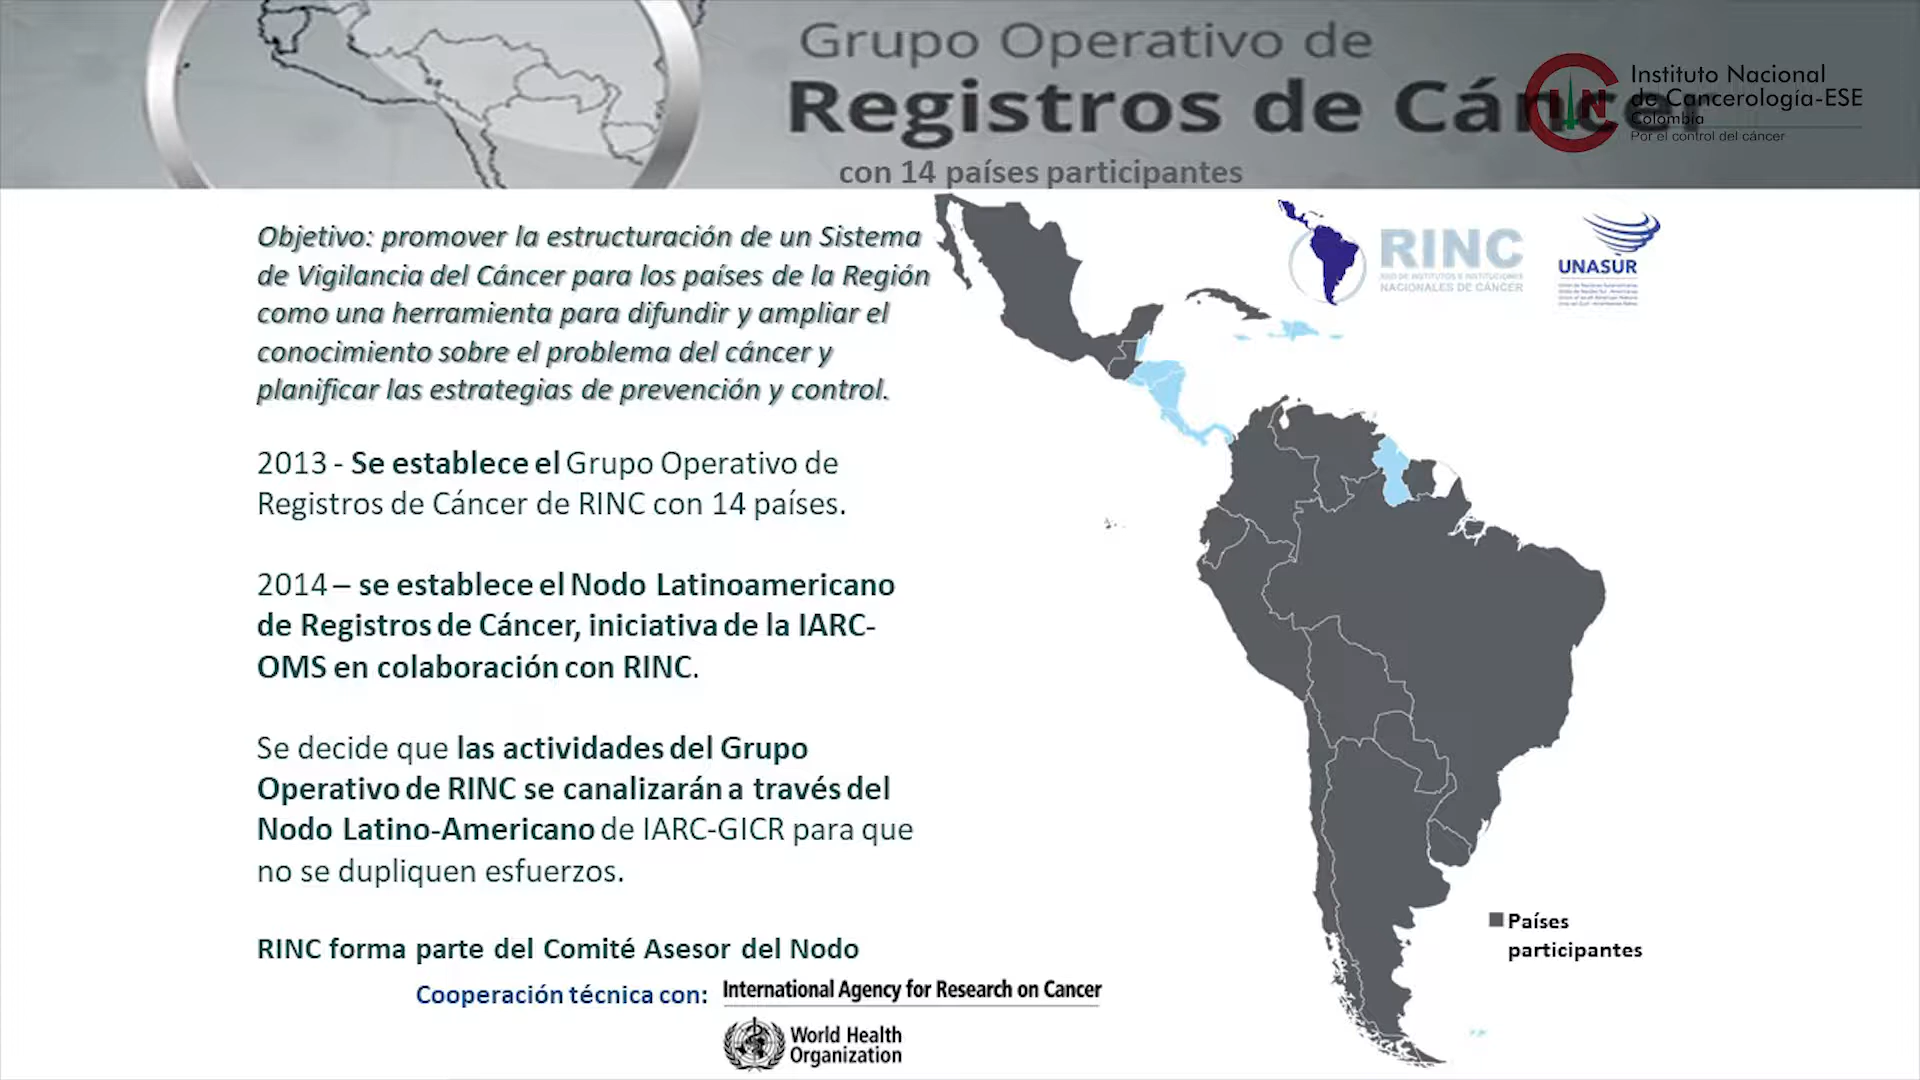 Grupo Operativo de
Registros de Cáncer
con 14 países participantes
Instituto Nacional
de Cancerología-ESE
Colombia
Por el control del cáncer
Objetivo: promover la estructuración de un Sistema
de Vigilancia del Cáncer para los países de la Región
como una herramienta para difundir y ampliar el
conocimiento sobre el problema del cáncer y
planificar las estrategias de prevención y control.
RINC
RED DE INSTITUTOS E INSTITUCIONES
NACIONALES DE CÁNCER
UNASUR
2013 - Se establece el Grupo Operativo de
Registros de Cáncer de RINC con 14 países.
2014 – se establece el Nodo Latinoamericano
de Registros de Cáncer, iniciativa de la IARC-
OMS en colaboración con RINC.
Se decide que las actividades del Grupo
Operativo de RINC se canalizarán a través del
Nodo Latino-Americano de IARC-GICR para que
no se dupliquen esfuerzos.
RINC forma parte del Comité Asesor del Nodo
Países
participantes
Cooperación técnica con:
International Agency for Research on Cancer
World Health
Organization